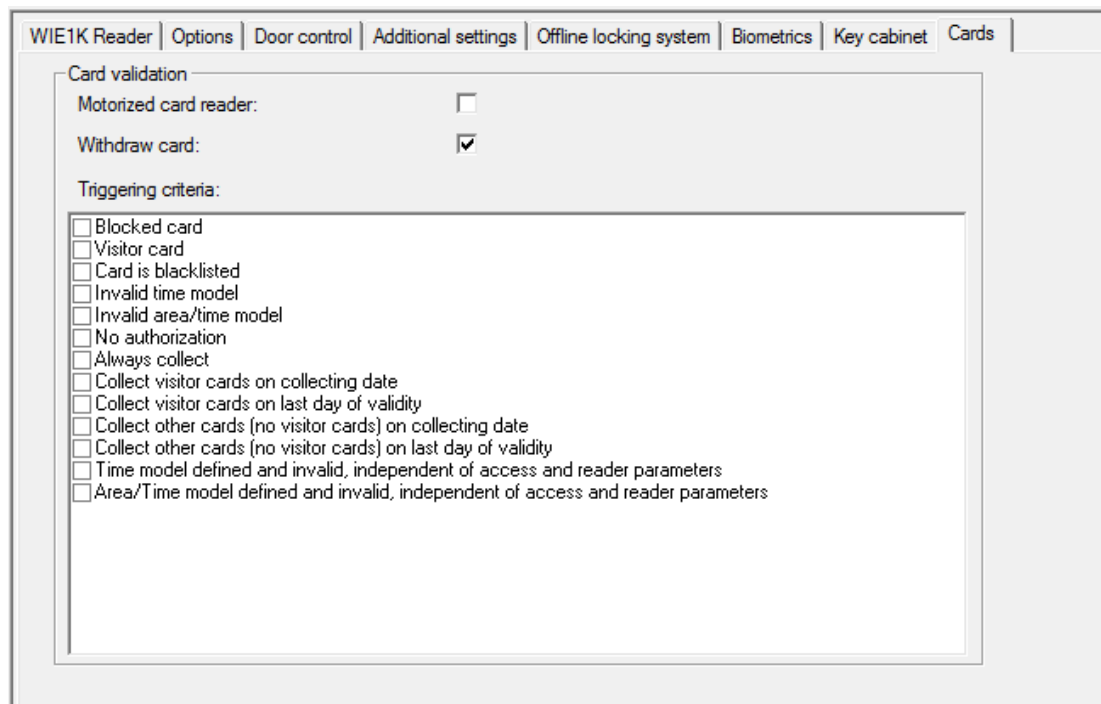 WIE1K Reader Options Door control Additional settings Offline locking system Biometrics Key cabinet Cards
Card validation
Motorized card reader:
Withdraw card:
Triggering criteria:
Blocked card
Visitor card
Card is blacklisted
Invalid time model
Invalid area/time model
No authorization
Always collect
Collect visitor cards on collecting date
Collect visitor cards on last day of validity
Collect other cards (no visitor cards) on collecting date
Collect other cards (no visitor cards) on last day of validity
Time model defined and invalid, independent of access and reader parameters
Area/Time model defined and invalid, independent of access and reader parameters